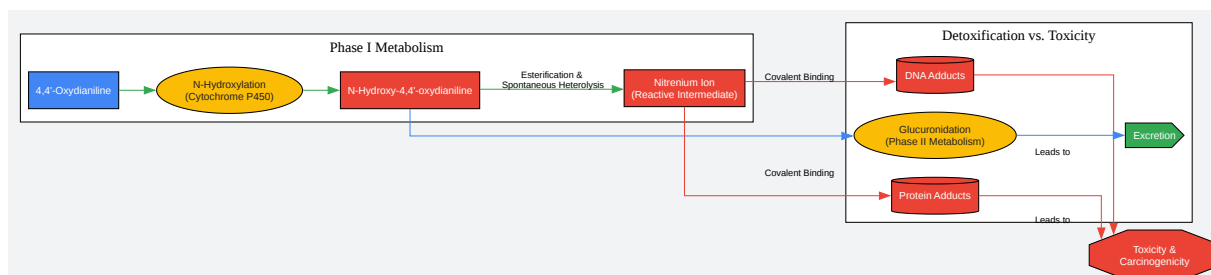 Phase I Metabolism
4,4'-Oxydianiline
N-Hydroxylation
(Cytochrome P450)
N-Hydroxy-4,4'-oxydianiline
Esterification &
Spontaneous Heterolysis
Nitrenium Ion
(Reactive Intermediate)
Covalent Binding
Covalent Binding
Detoxification vs. Toxicity
DNA Adducts
Glucuronidation
(Phase II Metabolism)
Leads to
Excretion
Protein Adducts
Leads to
Toxicity &
Carcinogenicity